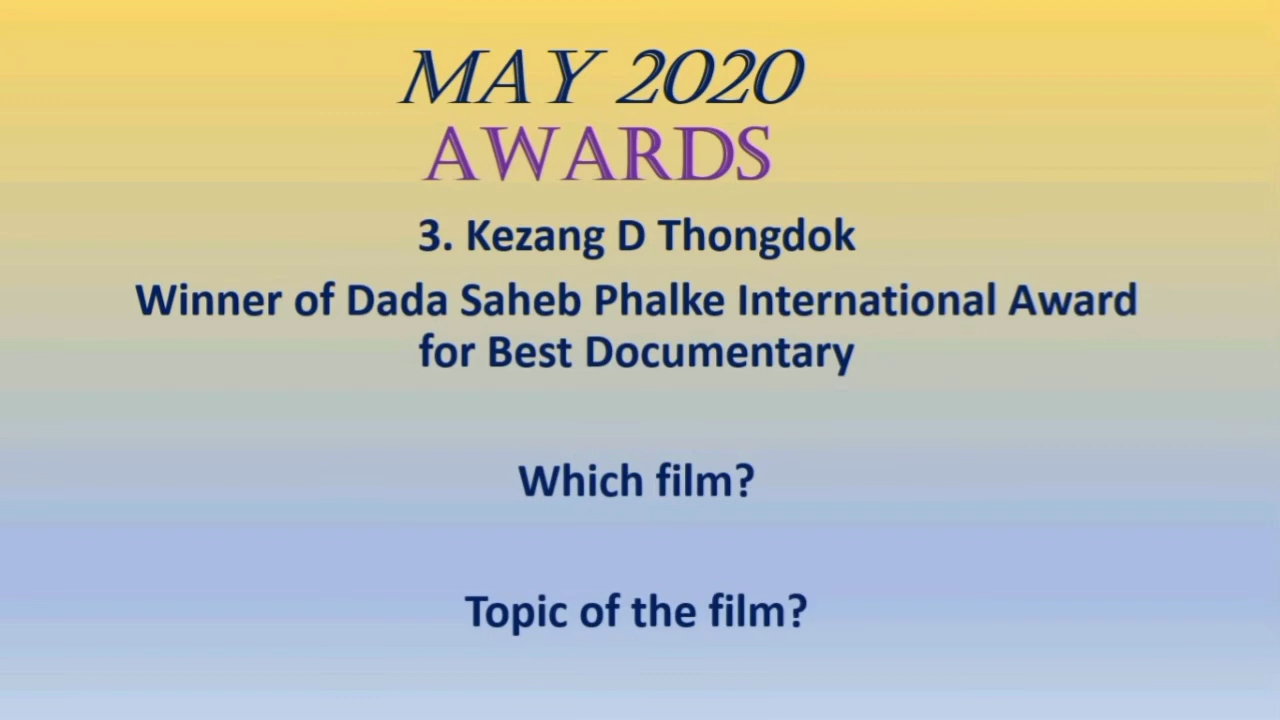 MAY 2020
AWARDS
3. Kezang D Thongdok
Winner of Dada Saheb Phalke International Award
for Best Documentary
Which film?
Topic of the film?